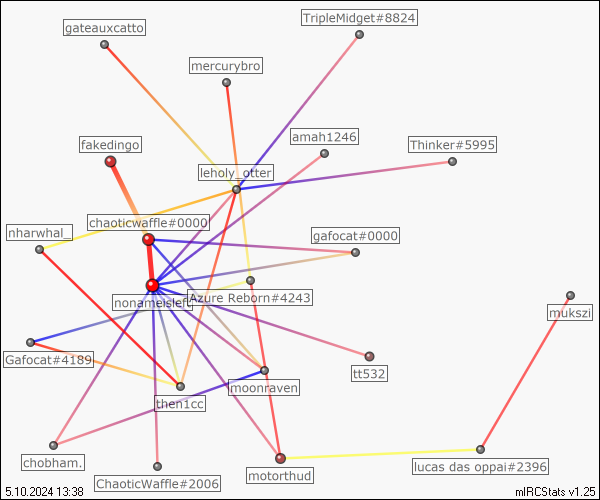 TripleMidget#8824
gateauxcatto
mercurybro
amah1246
fakedingo
Thinker#5995
leholy_otter
chaoticwaffle#0000
nharwhal_
gafocat#0000
nonameisleft
Azure Reborn#4243
mukszi
Gafocat#4189
tt532
moonraven
then1cc
chobham.
ChaoticWaffle#2006
motorthud
lucas das oppai#2396
5.10.2024 13:38
mIRCStats v1.25